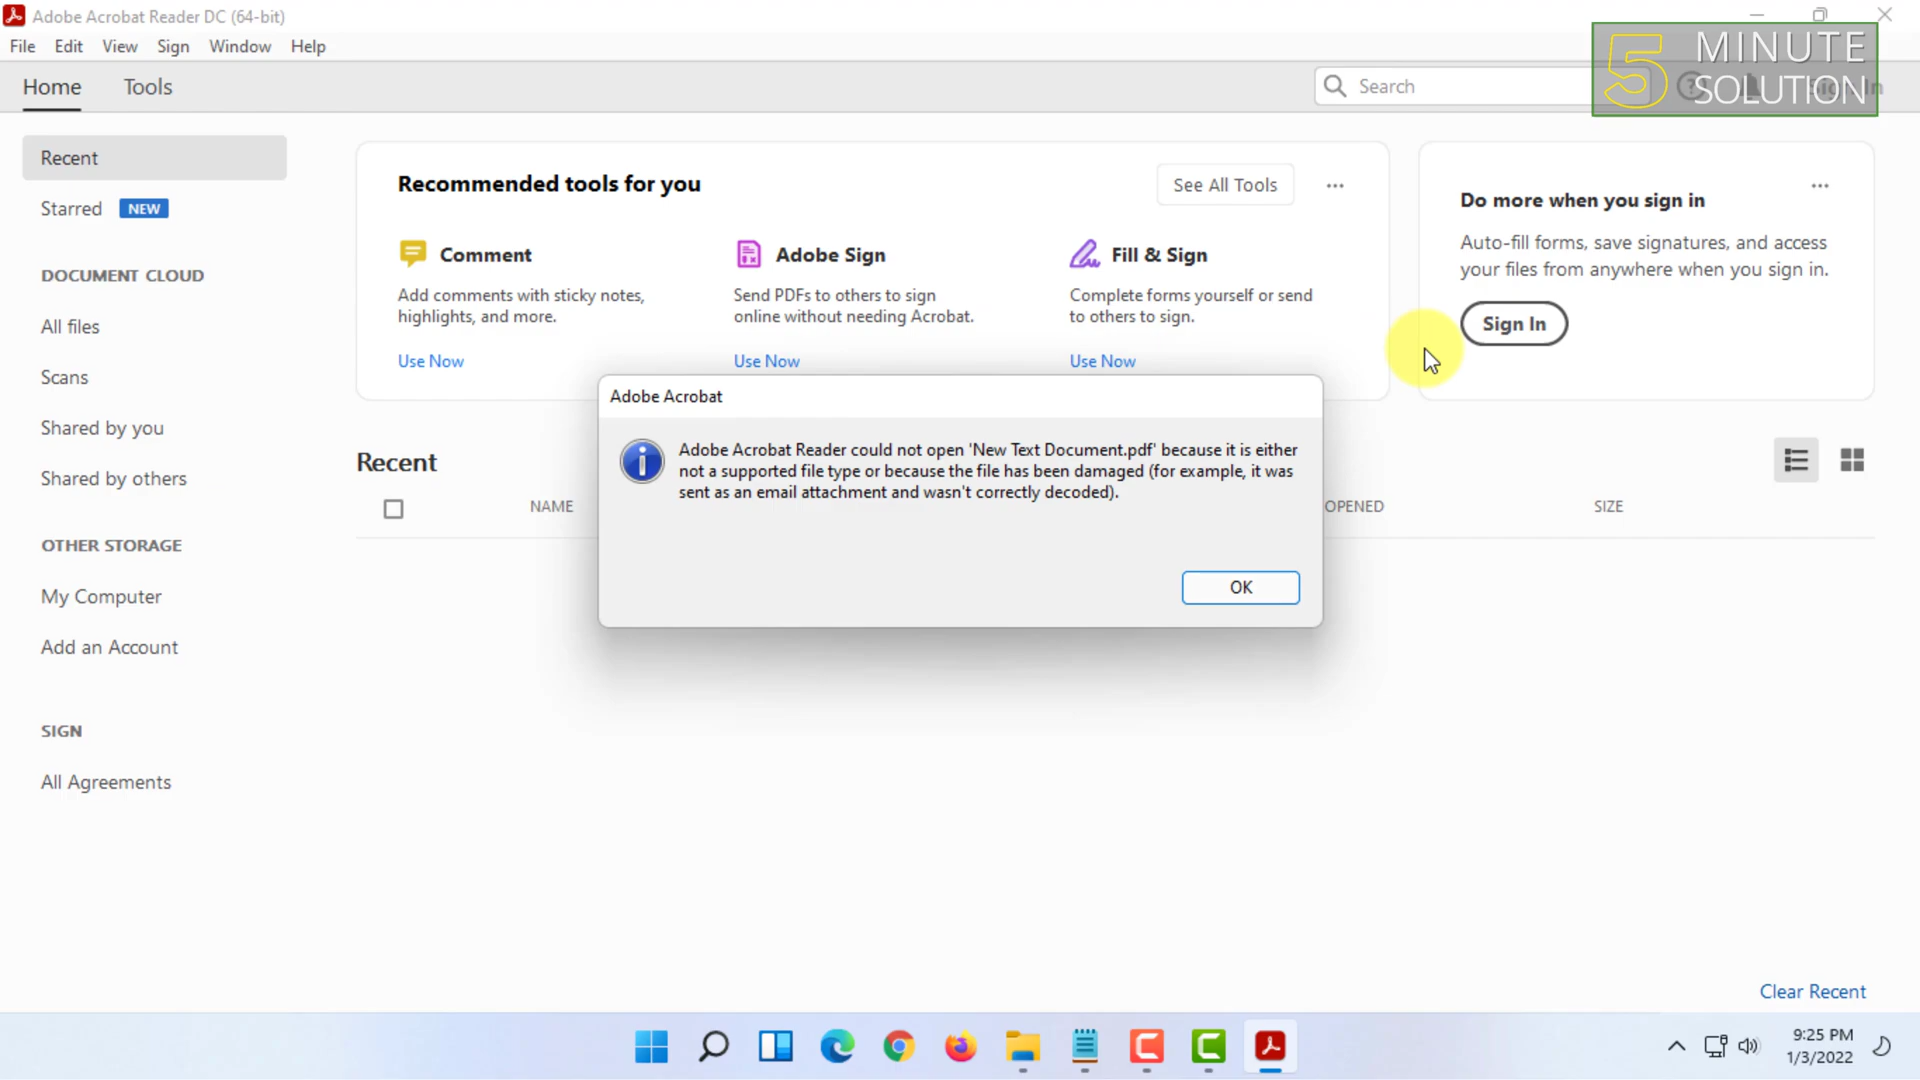 Adobe Acrobat Reader DC (64-bit)
File Edit View Sign Window Help
5 MINUTE
SOLUTION
Home Tools
Search
Recent
Starred NEW
DOCUMENT CLOUD
All files
Scans
Shared by you
Shared by others
OTHER STORAGE
My Computer
Add an Account
SIGN
All Agreements
Recommended tools for you
See All Tools
Comment
Add comments with sticky notes,
highlights, and more.
Use Now
Adobe Sign
Send PDFs to others to sign
online without needing Acrobat.
Use Now
Fill & Sign
Complete forms yourself or send
to others to sign.
Use Now
Do more when you sign in
Auto-fill forms, save signatures, and access
your files from anywhere when you sign in.
Sign In
Adobe Acrobat
Adobe Acrobat Reader could not open 'New Text Document.pdf' because it is either
not a supported file type or because the file has been damaged (for example, it was
sent as an email attachment and wasn't correctly decoded).
OK
Recent
NAME OPENED SIZE
Clear Recent
9:25 PM
1/3/2022